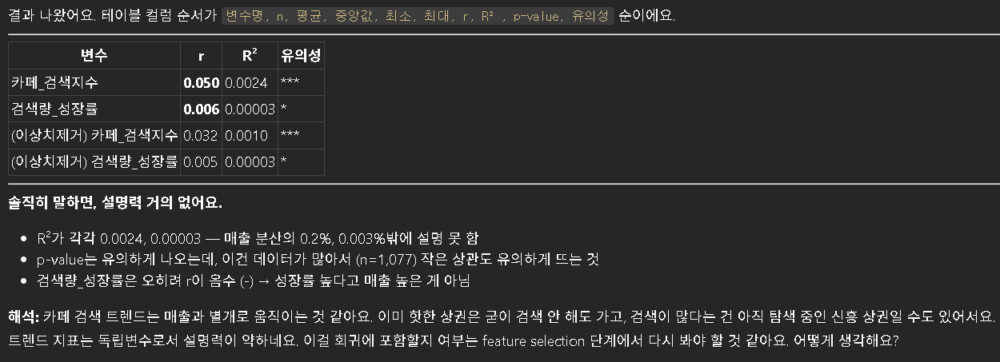 결과 나왔어요. 테이블 컬럼 순서가 변수명, n, 평균, 중앙값, 최소, 최대, r, R², p-value, 유의성 순이에요.
변수 r R² 유의성
카페_검색지수 0.050 0.0024 ***
검색량_성장률 0.006 0.00003 *
(이상치제거) 카페_검색지수 0.032 0.0010 ***
(이상치제거) 검색량_성장률 0.005 0.00003 *
솔직히 말하면, 설명력 거의 없어요.
• R²가 각각 0.0024, 0.00003 — 매출 분산의 0.2%, 0.003%밖에 설명 못 함
• p-value는 유의하게 나오는데, 이건 데이터가 많아서 (n=1,077) 작은 상관도 유의하게 뜨는 것
• 검색량_성장률은 오히려 r이 음수 (-) → 성장률 높다고 매출 높은 게 아님
해석: 카페 검색 트렌드는 매출과 별개로 움직이는 것 같아요. 이미 핫한 상권은 굳이 검색 안 해도 가고, 검색이 많다는 건 아직 탐색 중인 신흥 상권일 수도 있어서요.
트렌드 지표는 독립변수로서 설명력이 약하네요. 이걸 회귀에 포함할지 여부는 feature selection 단계에서 다시 봐야 할 것 같아요. 어떻게 생각해요?